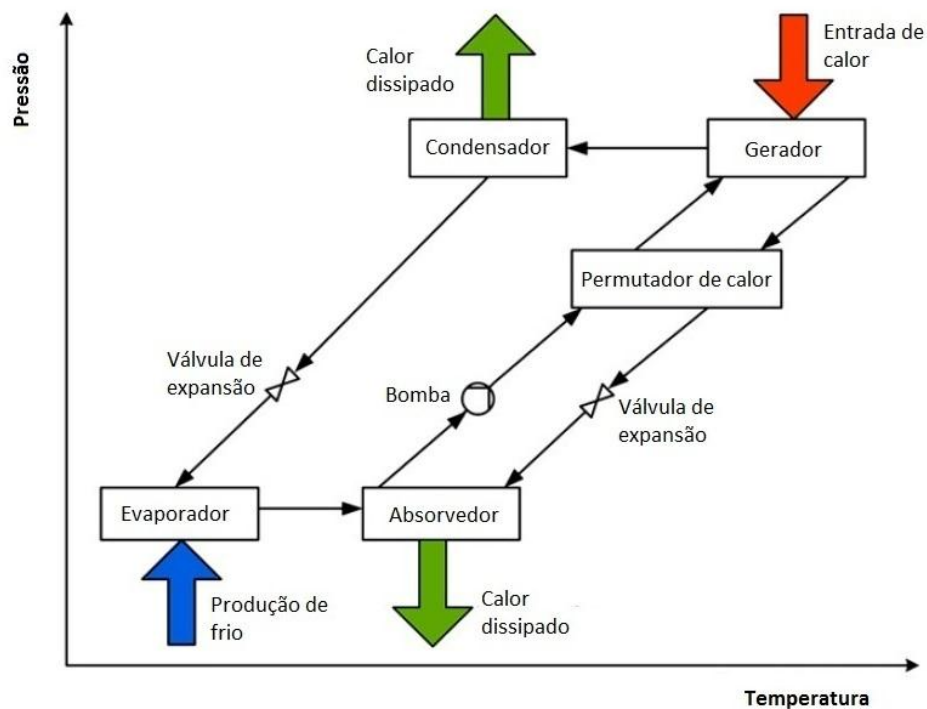 Pressão
Calor
dissipado
Entrada de
calor
Condensador
Gerador
Permutador de calor
Válvula de
expansão
Bomba
Válvula de
expansão
Evaporador
Absorvedor
Produção de
frio
Calor
dissipado
Temperatura